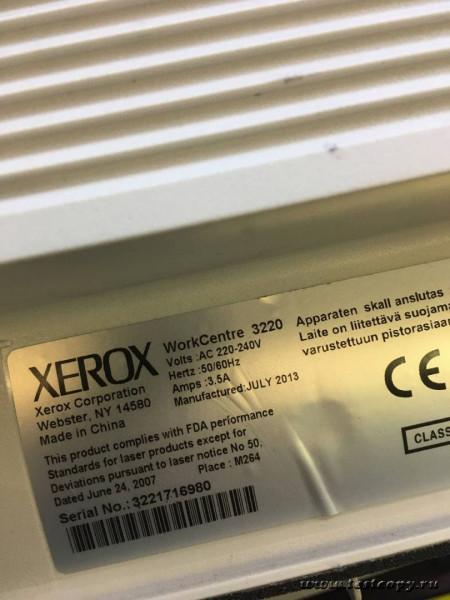 XEROX
Xerox Corporation
Webster, NY 14580
Made in China
WorkCentre 3220
Volts :AC 220-240V
Hertz :50/60Hz
Amps :3.5A
Manufactured:JULY 2013
Apparaten skall anslutas
Laite on liitettävä suojama
varustettuun pistorasiaan
CE
CLASS
This product complies with FDA performance
Standards for laser products except for
Deviations pursuant to laser notice No 50,
Dated June 24, 2007 Place : M264
Serial No.:3221716980
www.testcopy.ru